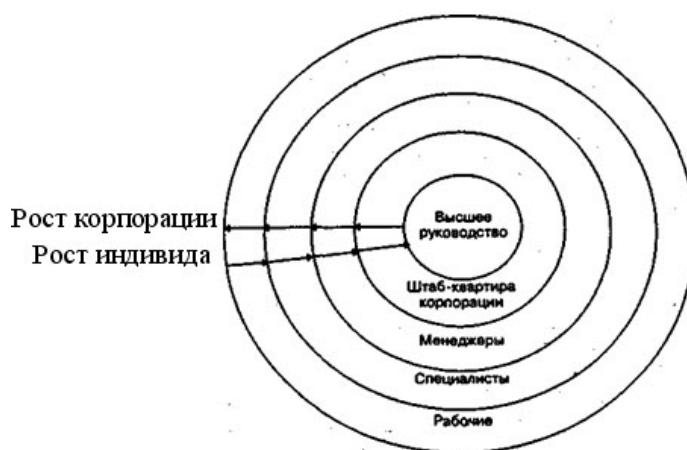 Рост корпорации
Рост индивида
Высшее
руководство
Штаб-квартира
корпорации
Менеджеры
Специалисты
Рабочие